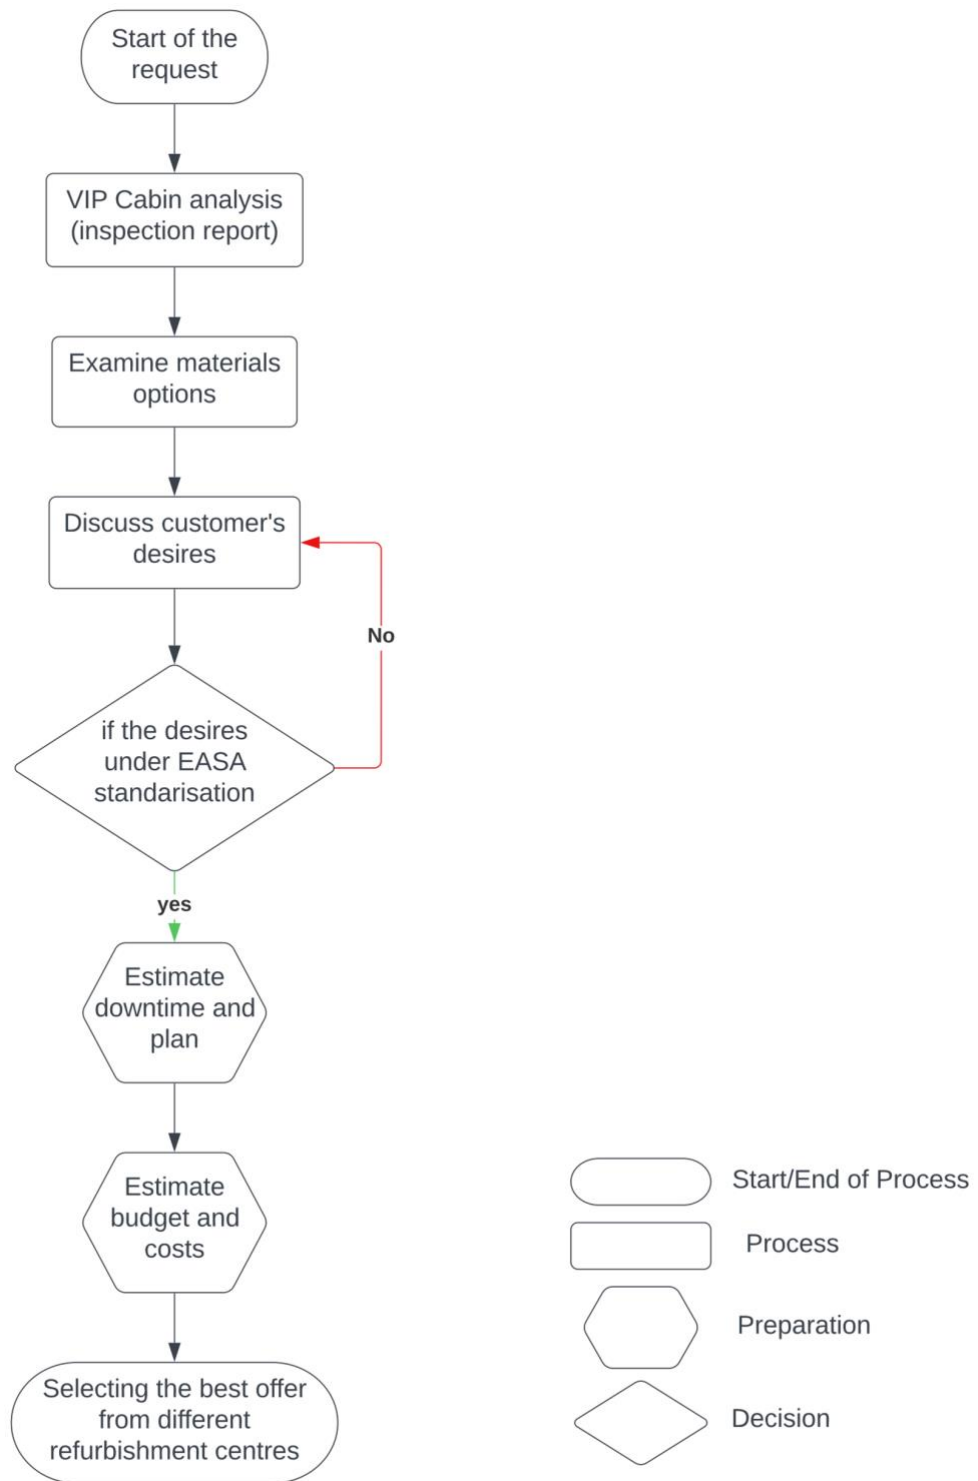 Start of the
request
VIP Cabin analysis
(inspection report)
Examine materials
options
Discuss customer's
desires
No
if the desires
under EASA
standarisation
yes
Estimate
downtime and
plan
Estimate
budget and
costs
Selecting the best offer
from different
refurbishment centres
Start/End of Process
Process
Preparation
Decision